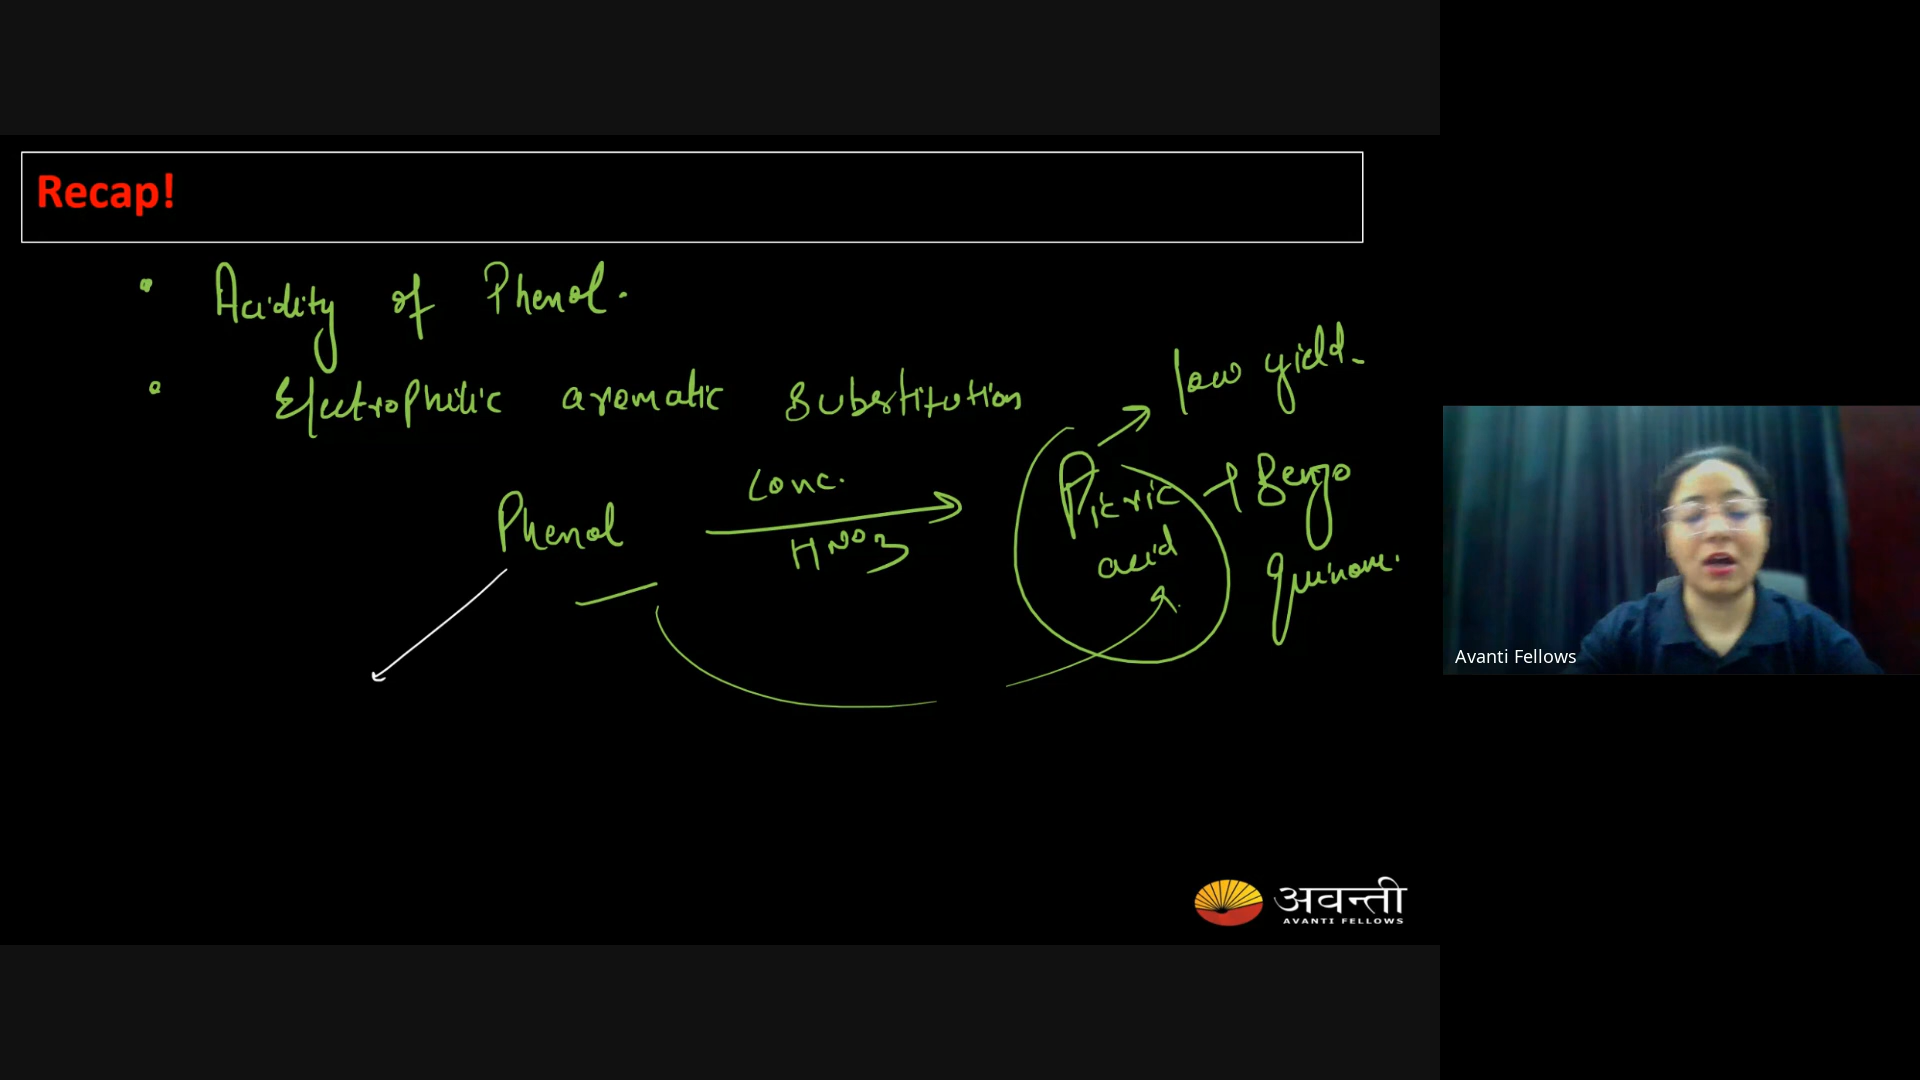 Recap!
• Acidity of Phenol.
• Electrophilic aromatic Substitution
Phenol conc. HNO3 → Picric acid + Benzo quinone.
→ low yield
Avanti Fellows
अवन्ती
AVANTI FELLOWS